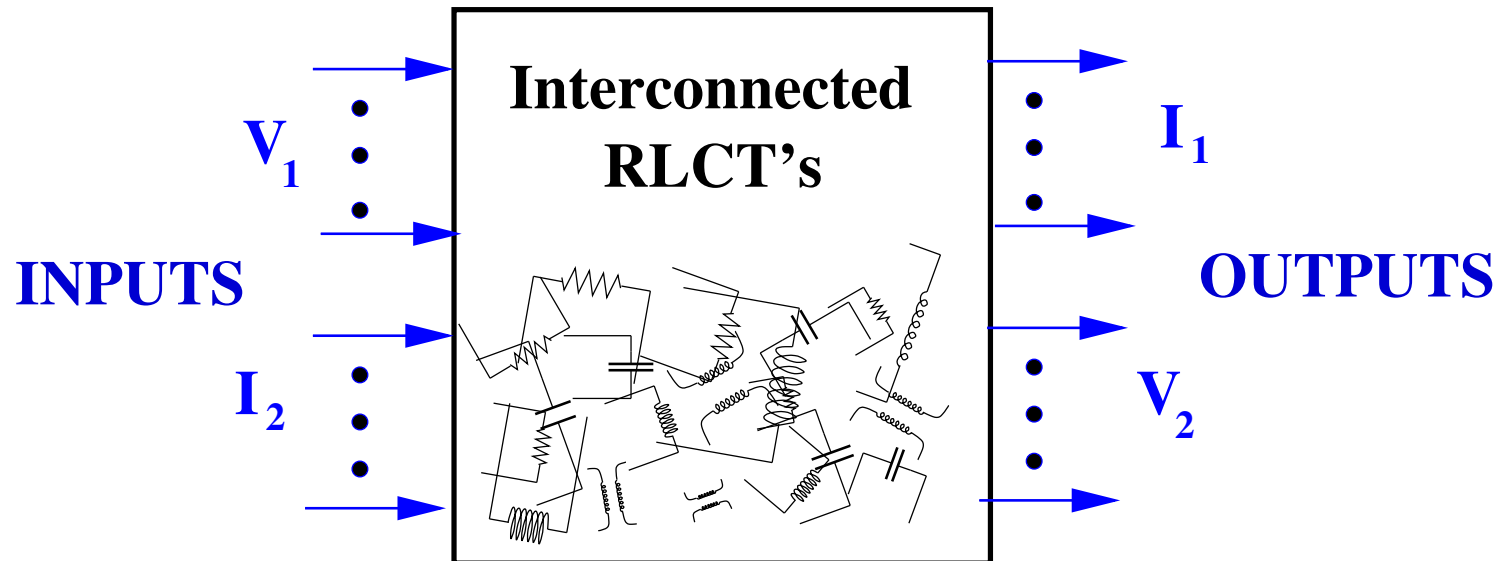 Interconnected
RLCT’s
V1
I1
INPUTS
OUTPUTS
I2
V2